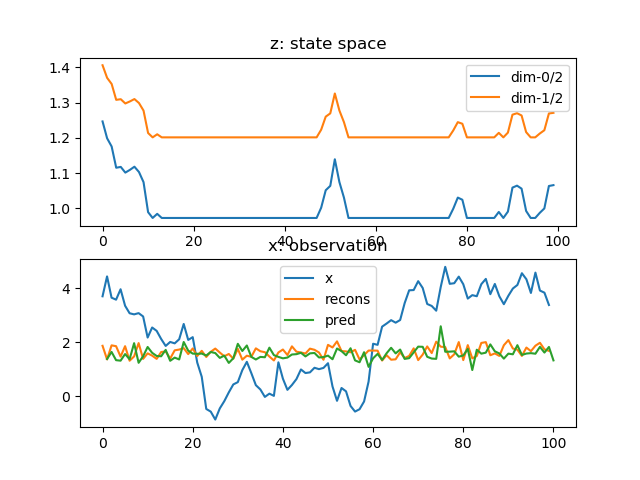 z: state space
1.4
1.3
1.2
1.1
1.0
dim-0/2
dim-1/2
0 20 40 60 80 100
x: observation
4
2
0
x
recons
pred
0 20 40 60 80 100